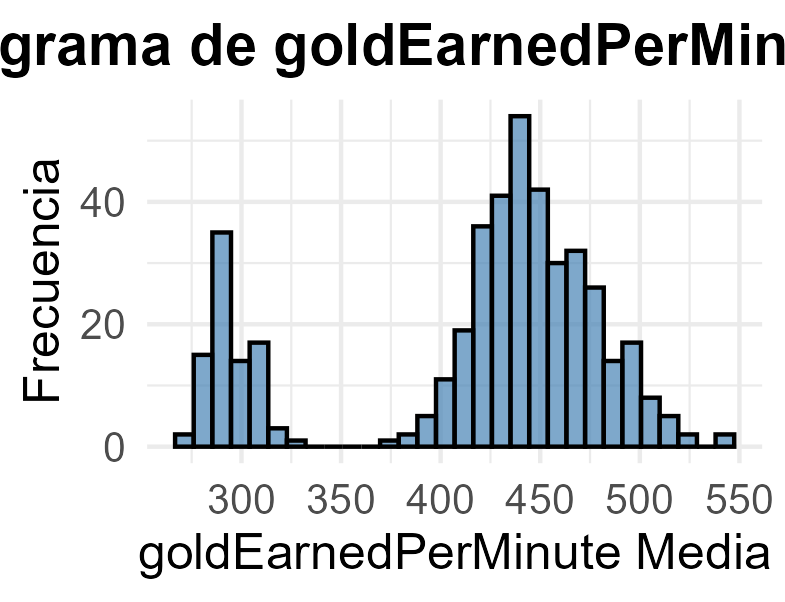 grama de goldEarnedPerMin
Frecuencia
40
20
0
300 350 400 450 500 550
goldEarnedPerMinute Media